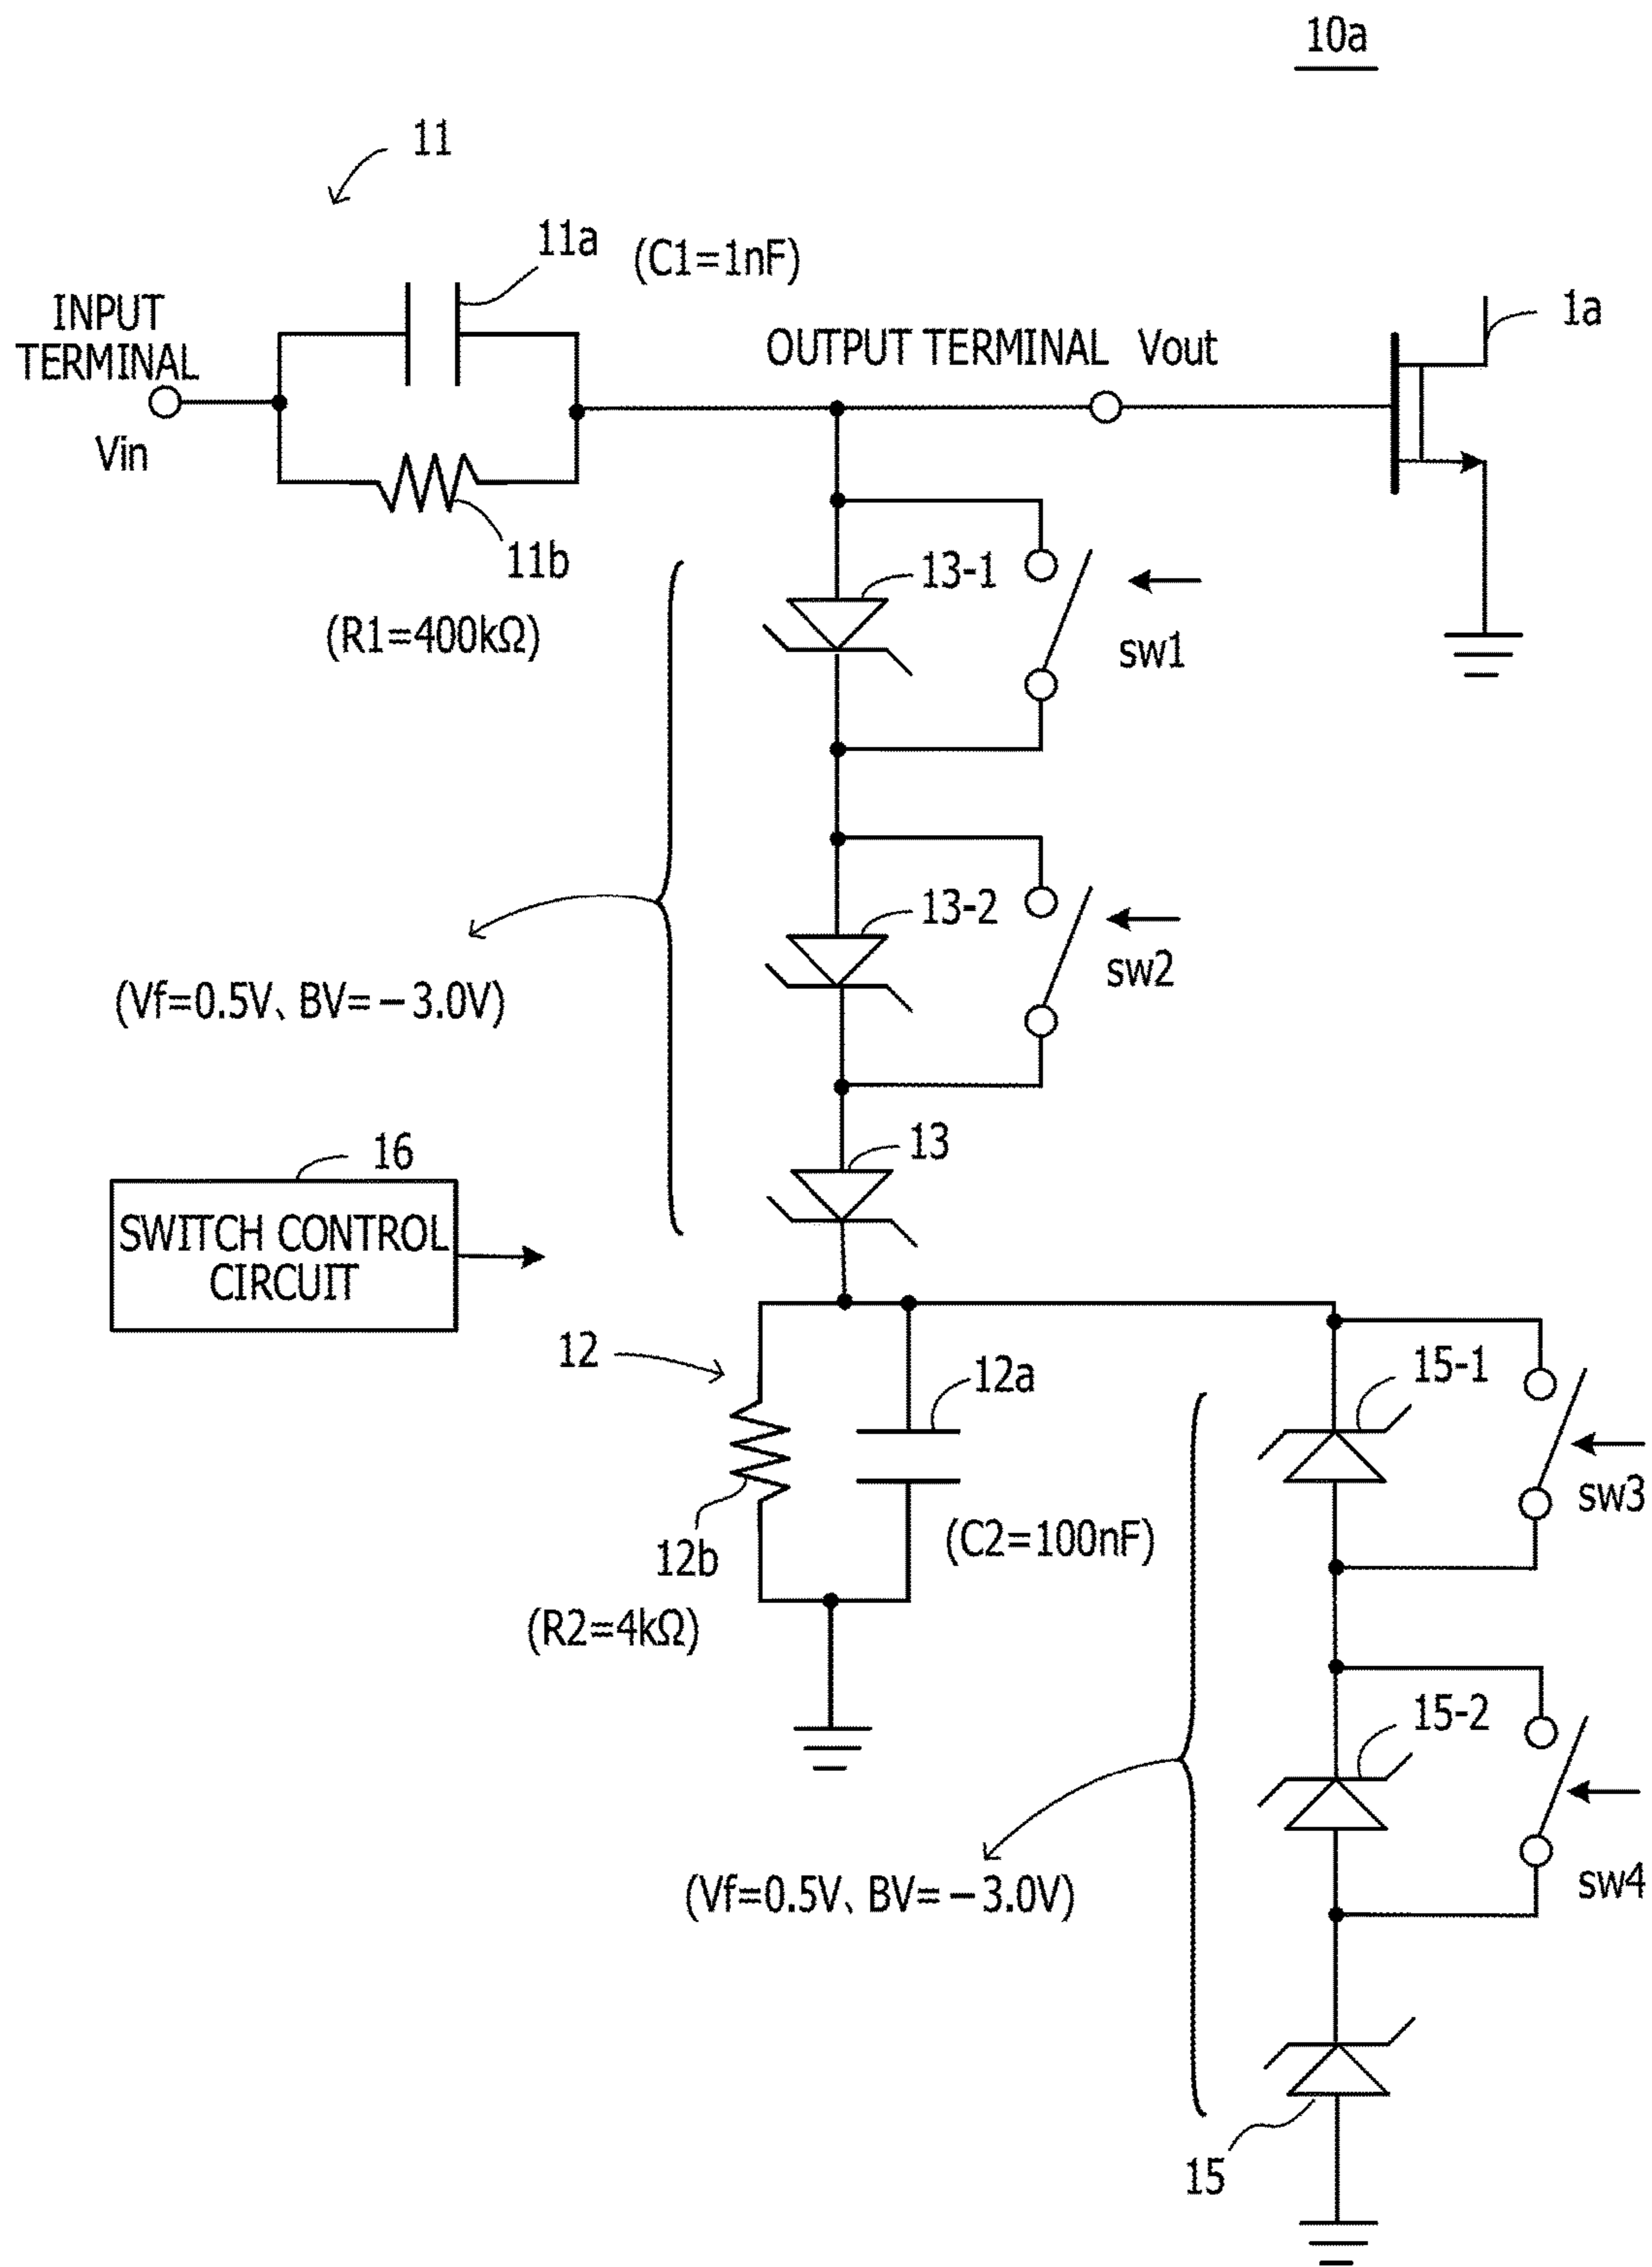 10a
11
11a
(C1=1nF)
INPUT
TERMINAL
Vin
OUTPUT TERMINAL Vout
1a
11b
(R1=400kΩ)
13-1
sw1
13-2
sw2
(Vf=0.5V、BV=－3.0V)
13
16
SWITCH CONTROL
CIRCUIT
12
12a
15-1
sw3
12b
(C2=100nF)
(R2=4kΩ)
15-2
sw4
(Vf=0.5V、BV=－3.0V)
15